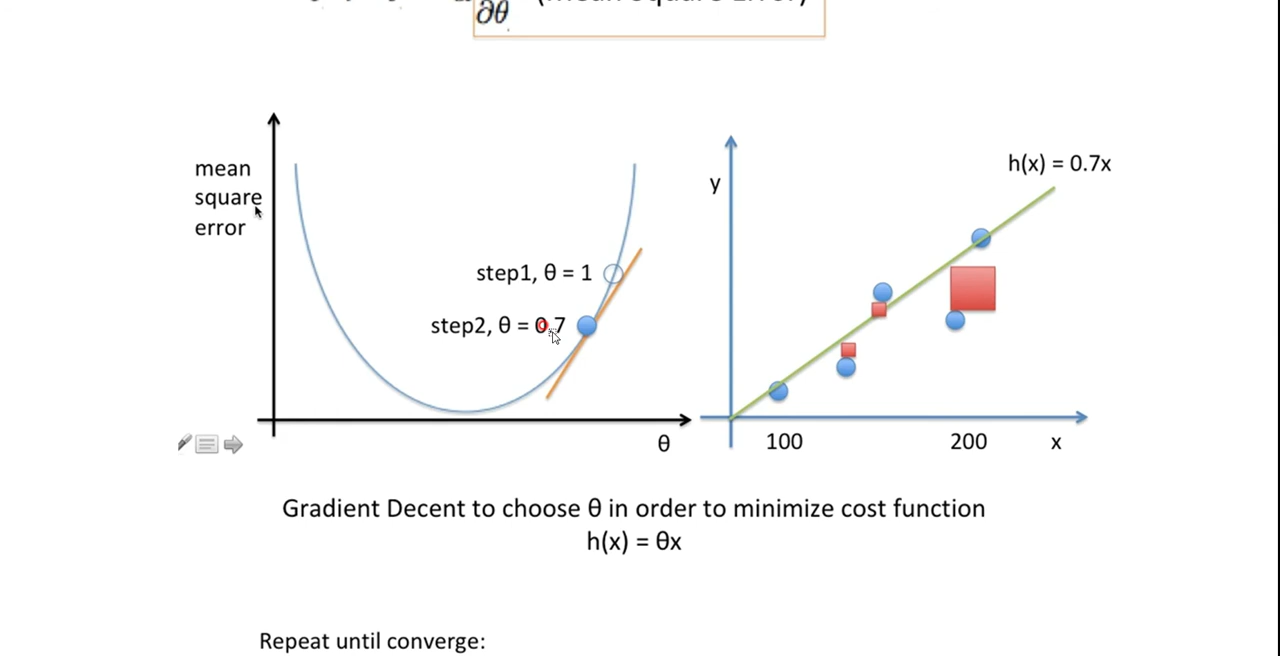 ∂θ (Mean Square Error)
mean
square
error
step1, θ = 1
step2, θ = 0.7
θ
y
h(x) = 0.7x
100
200
x
Gradient Decent to choose θ in order to minimize cost function
h(x) = θx
Repeat until converge: